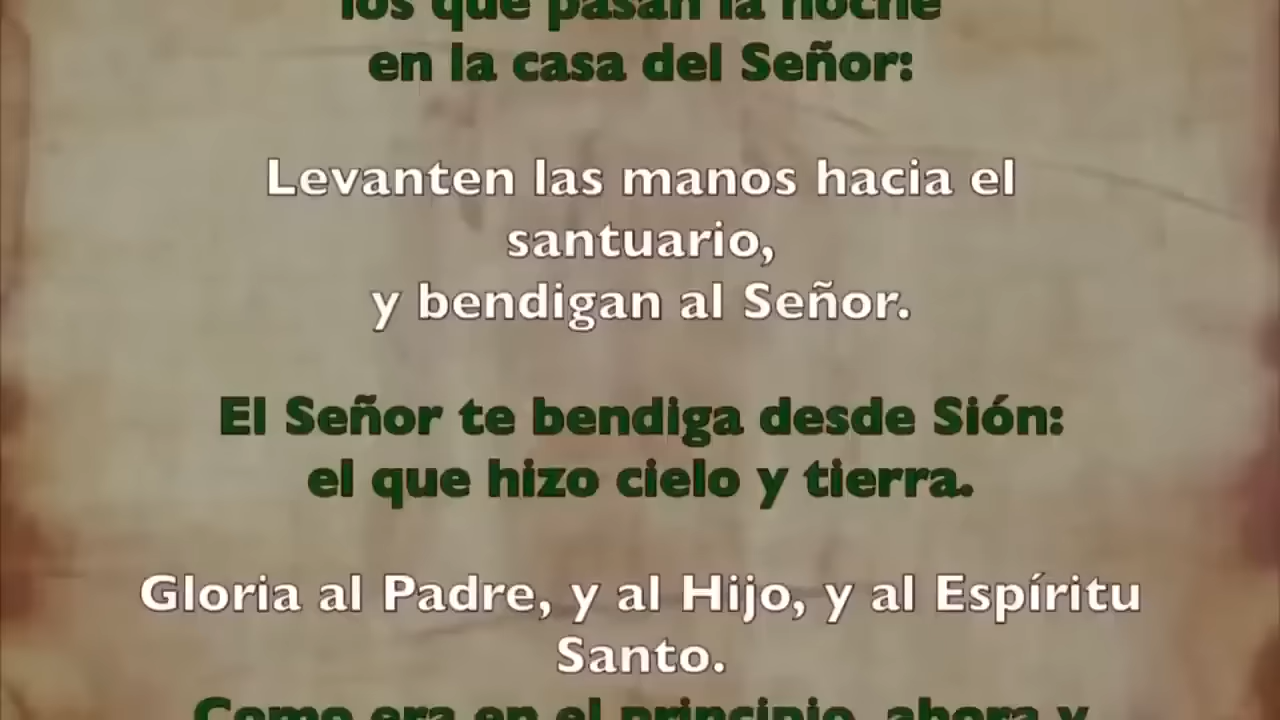 los que pasan la noche
en la casa del Señor:
Levanten las manos hacia el
santuario,
y bendigan al Señor.
El Señor te bendiga desde Sión:
el que hizo cielo y tierra.
Gloria al Padre, y al Hijo, y al Espíritu
Santo.
Como era en el principio, ahora y